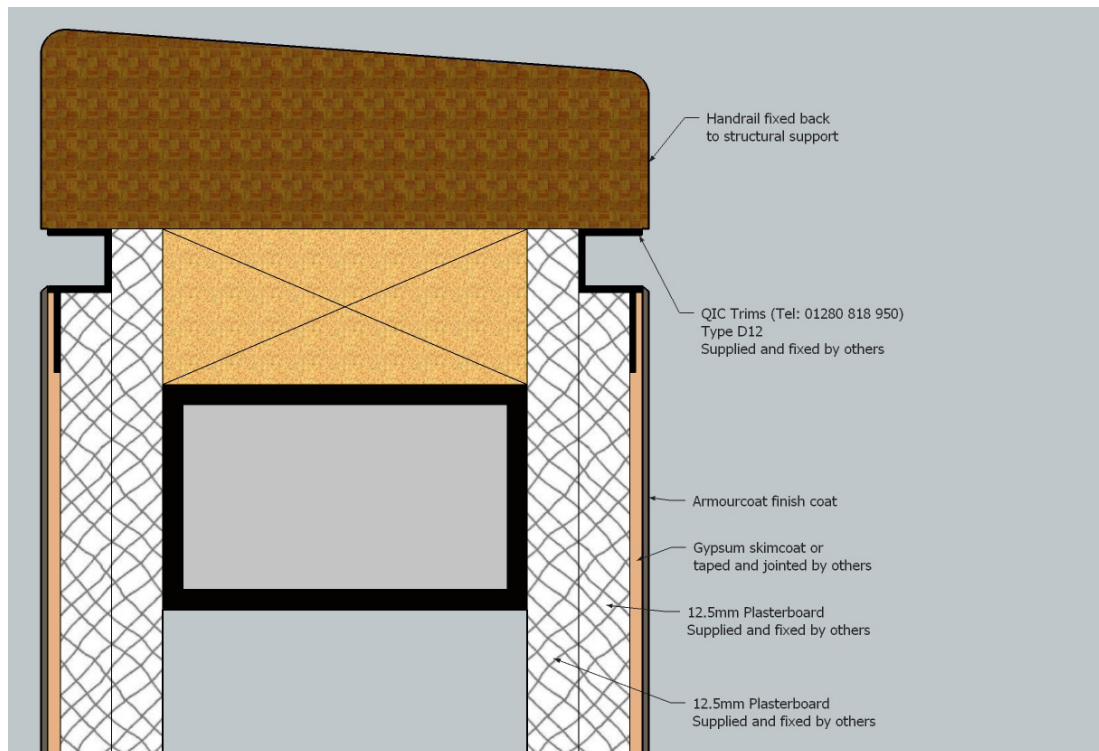 Handrail fixed back
to structural support
QIC Trims (Tel: 01280 818 950)
Type D12
Supplied and fixed by others
Armourcoat finish coat
Gypsum skimcoat or
taped and jointed by others
12.5mm Plasterboard
Supplied and fixed by others
12.5mm Plasterboard
Supplied and fixed by others